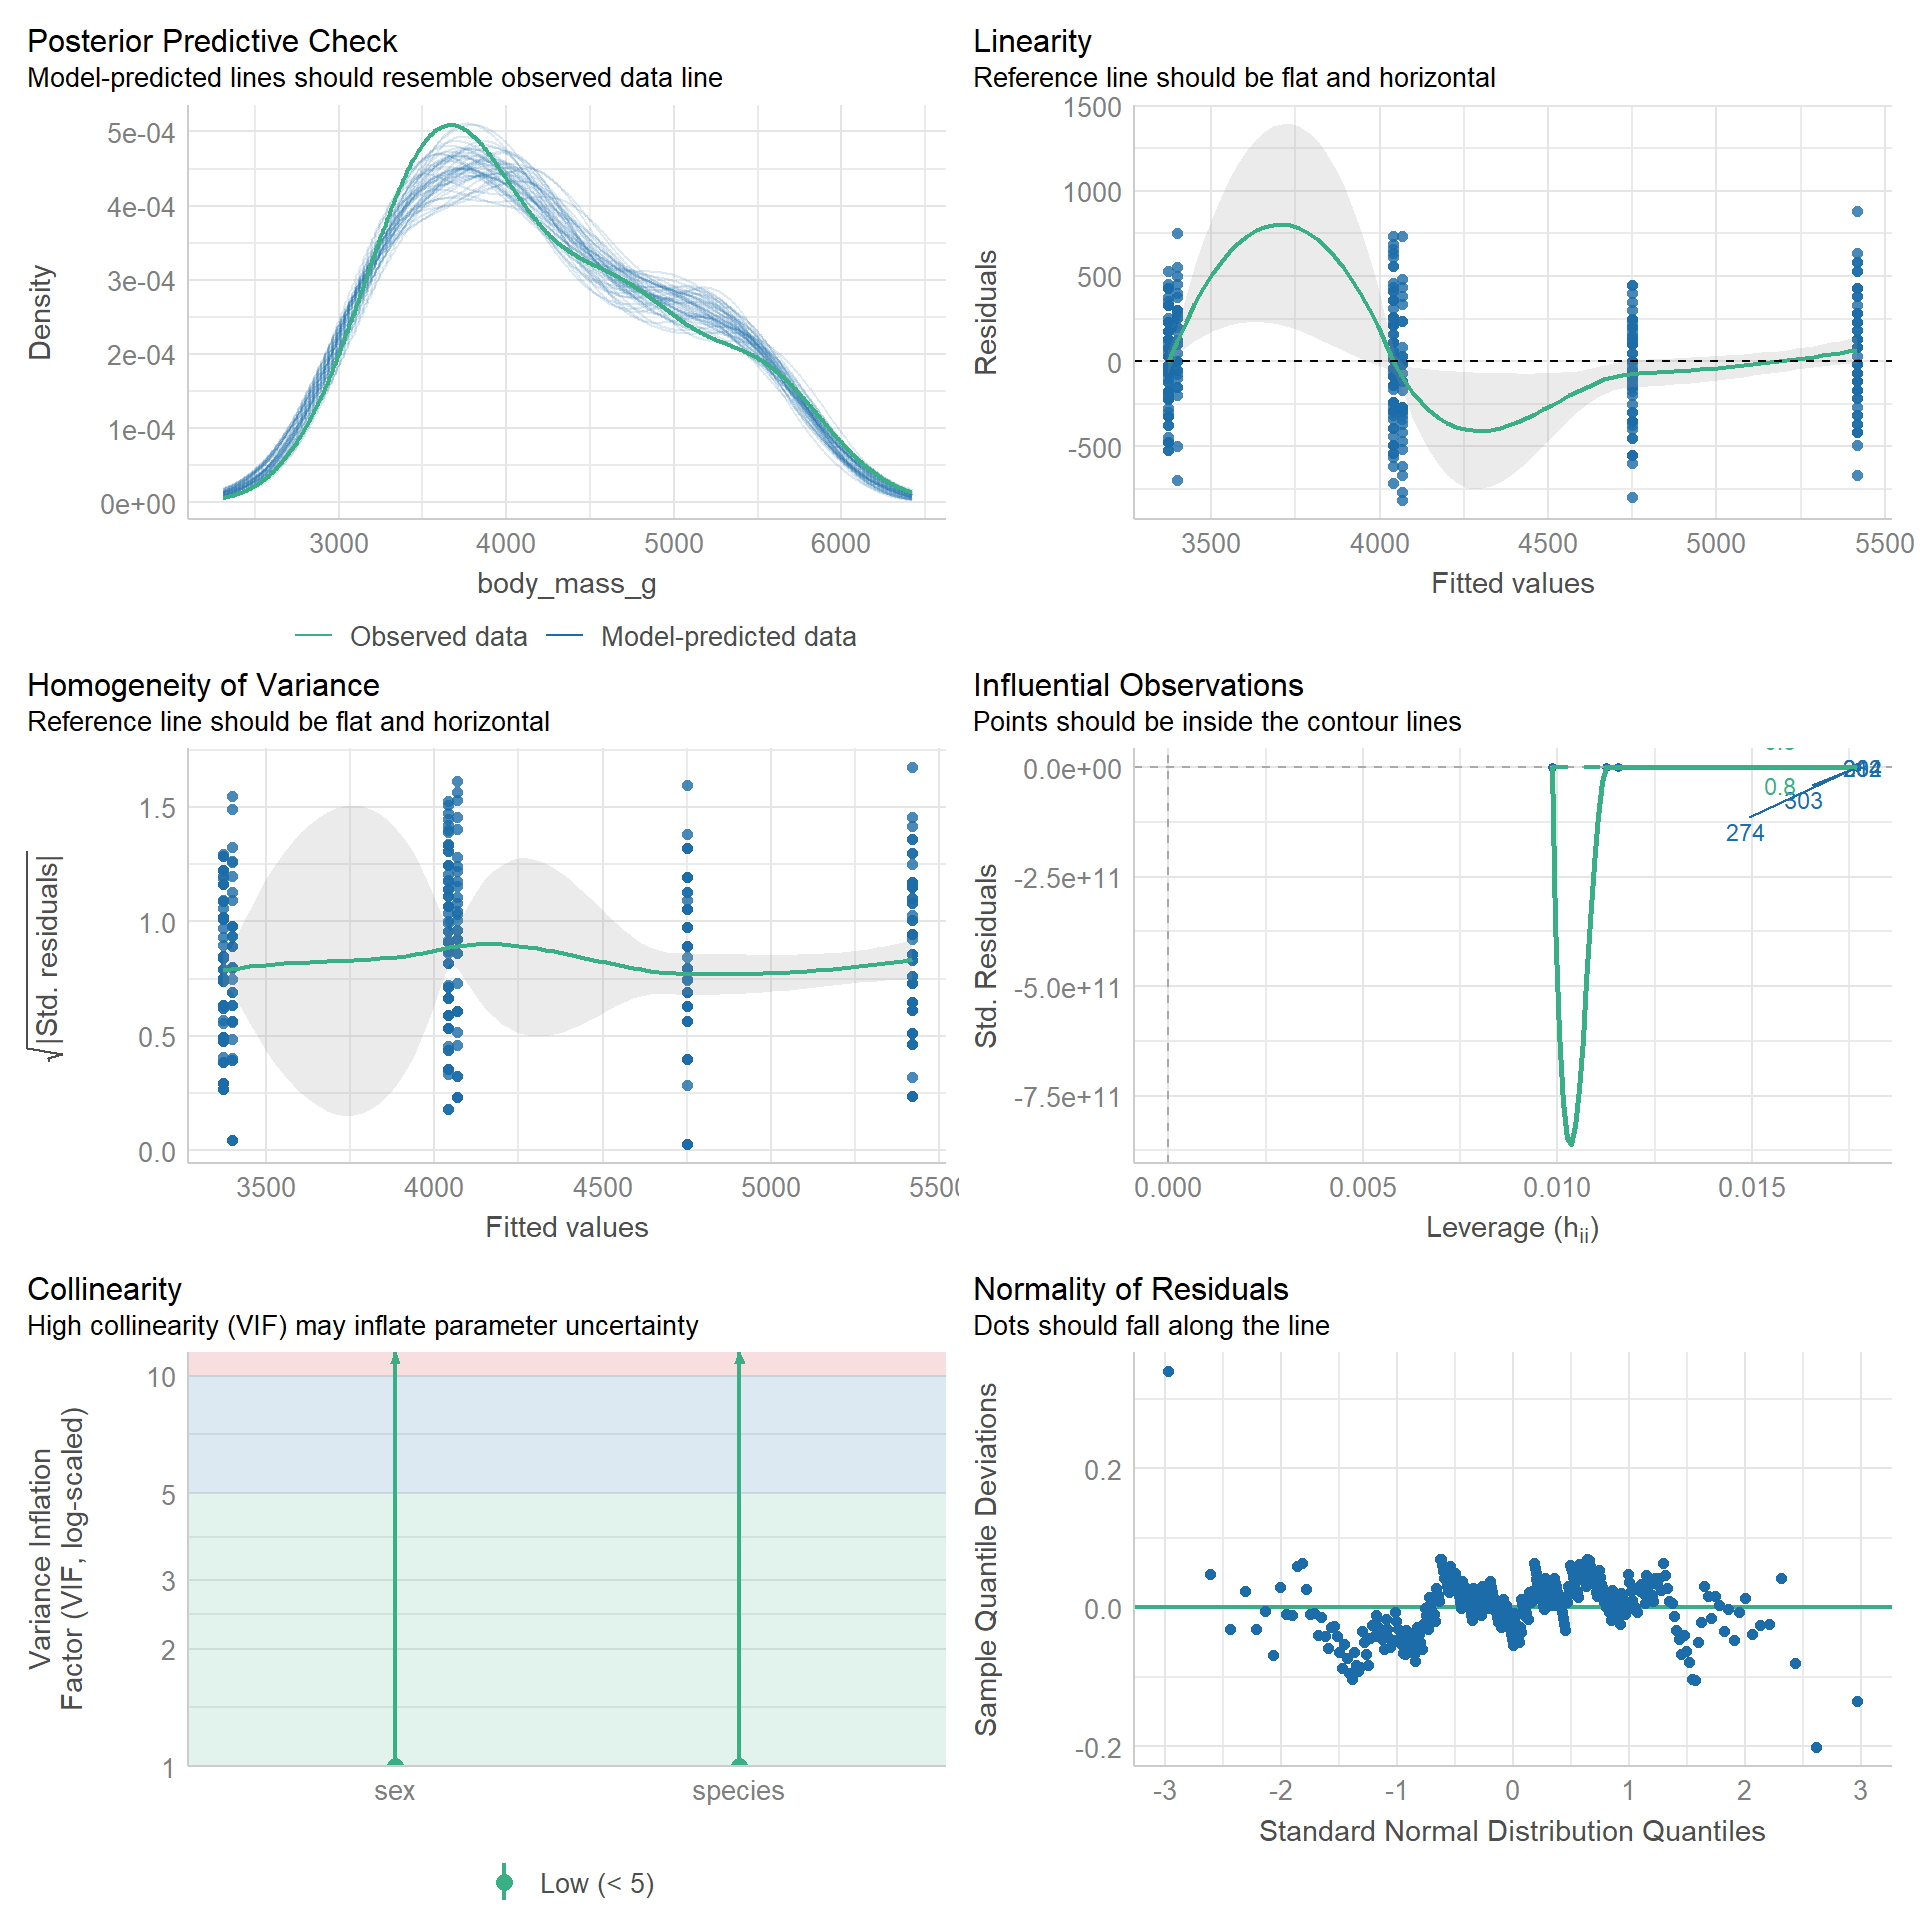 Posterior Predictive Check
Model-predicted lines should resemble observed data line
5e-04
4e-04
3e-04
2e-04
1e-04
0e+00
Density
3000 4000 5000 6000
body_mass_g
Observed data Model-predicted data
Linearity
Reference line should be flat and horizontal
1500
1000
500
0
-500
Residuals
3500 4000 4500 5000 5500
Fitted values
Homogeneity of Variance
Reference line should be flat and horizontal
1.5
1.0
0.5
0.0
√|Std. residuals|
3500 4000 4500 5000 5500
Fitted values
Influential Observations
Points should be inside the contour lines
0.0e+00
-2.5e+11
-5.0e+11
-7.5e+11
Std. Residuals
0.8
303
274
0.000 0.005 0.010 0.015
Leverage (hii)
Collinearity
High collinearity (VIF) may inflate parameter uncertainty
10
5
3
2
1
Variance Inflation
Factor (VIF, log-scaled)
sex species
Low (< 5)
Normality of Residuals
Dots should fall along the line
0.2
0.0
-0.2
Sample Quantile Deviations
-3 -2 -1 0 1 2 3
Standard Normal Distribution Quantiles